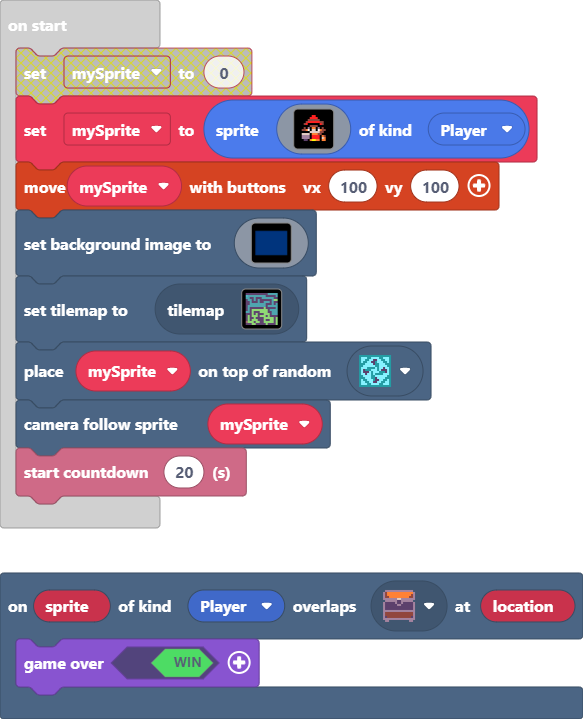 on start
set mySprite to 0
set mySprite to sprite of kind Player
move mySprite with buttons vx 100 vy 100
set background image to
set tilemap to tilemap
place mySprite on top of random
camera follow sprite mySprite
start countdown 20 (s)
on sprite of kind Player overlaps at location
game over WIN